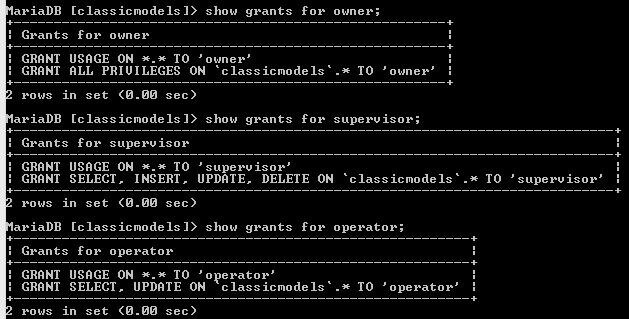 MariaDB [classicmodels]> show grants for owner;
Grants for owner
GRANT USAGE ON *.* TO 'owner'
GRANT ALL PRIVILEGES ON `classicmodels`.* TO 'owner'
2 rows in set (0.00 sec)
MariaDB [classicmodels]> show grants for supervisor;
Grants for supervisor
GRANT USAGE ON *.* TO 'supervisor'
GRANT SELECT, INSERT, UPDATE, DELETE ON `classicmodels`.* TO 'supervisor'
2 rows in set (0.00 sec)
MariaDB [classicmodels]> show grants for operator;
Grants for operator
GRANT USAGE ON *.* TO 'operator'
GRANT SELECT, UPDATE ON `classicmodels`.* TO 'operator'
2 rows in set (0.00 sec)